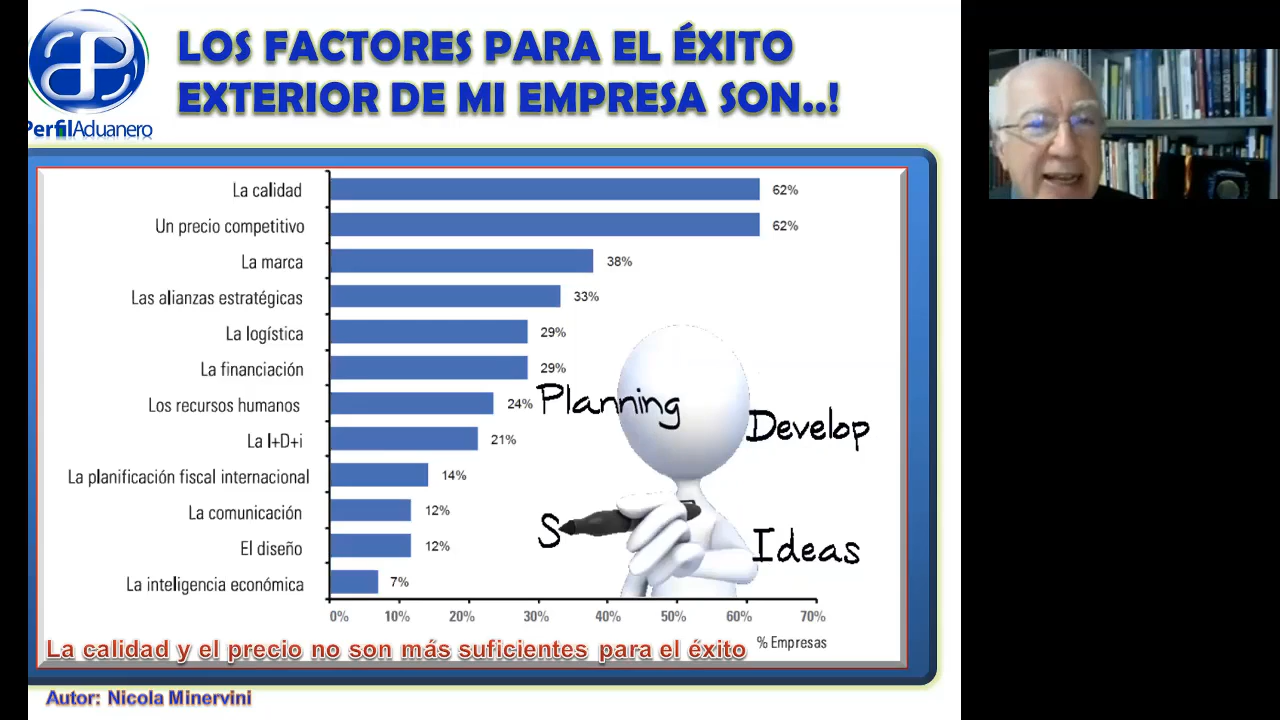 LOS FACTORES PARA EL ÉXITO
EXTERIOR DE MI EMPRESA SON..!
PerfilAduanero
La calidad 62%
Un precio competitivo 62%
La marca 38%
Las alianzas estratégicas 33%
La logística 29%
La financiación 29%
Los recursos humanos 24%
Planning
Develop
La I+D+i 21%
La planificación fiscal internacional 14%
La comunicación 12%
S
El diseño 12%
Ideas
La inteligencia económica 7%
0% 10% 20% 30% 40% 50% 60% 70%
% Empresas
La calidad y el precio no son más suficientes para el éxito
Autor: Nicola Minervini